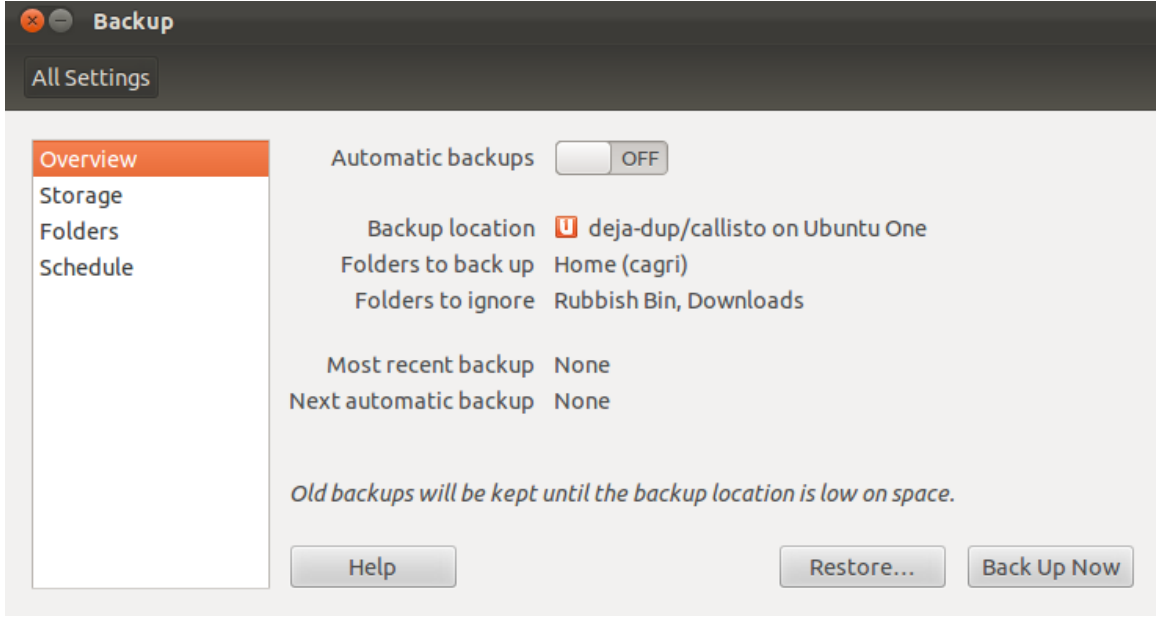 Backup
All Settings
Overview
Storage
Folders
Schedule
Automatic backups OFF
Backup location U deja-dup/callisto on Ubuntu One
Folders to back up Home (cagri)
Folders to ignore Rubbish Bin, Downloads
Most recent backup None
Next automatic backup None
Old backups will be kept until the backup location is low on space.
Help Restore... Back Up Now